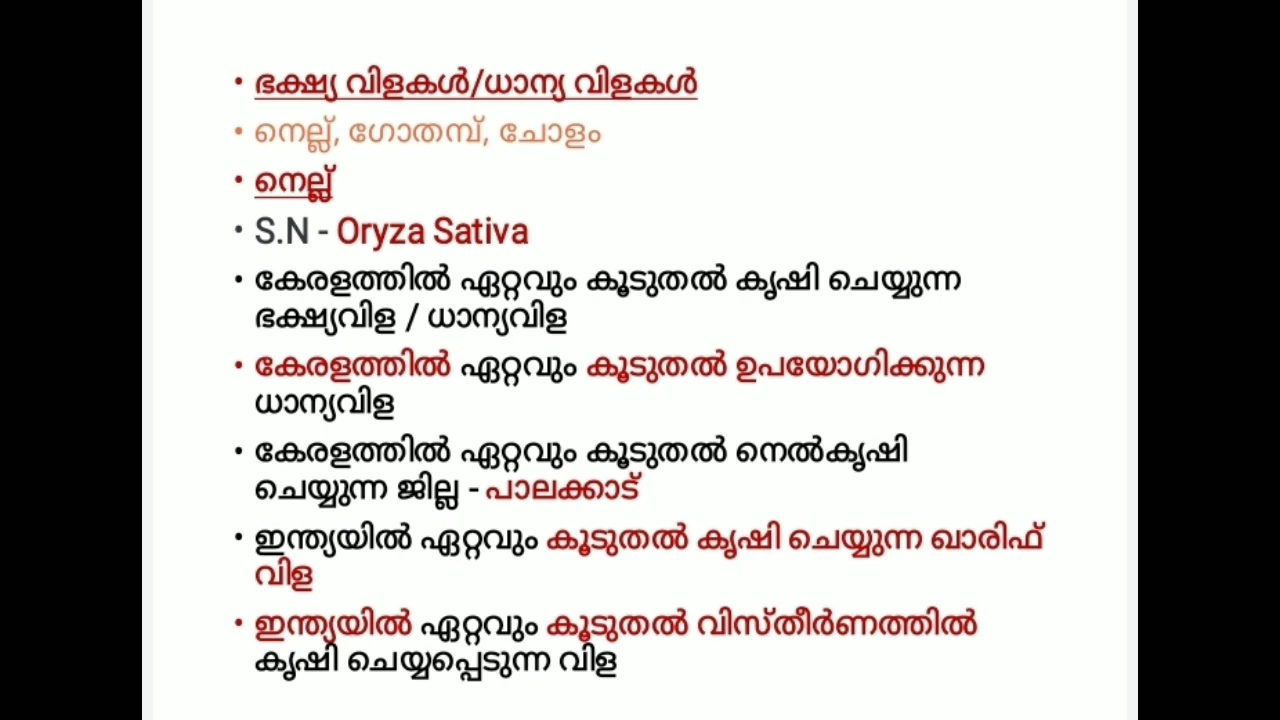 • ഭക്ഷ്യ വിളകൾ/ധാന്യ വിളകൾ
• നെല്ല്, ഗോതമ്പ്, ചോളം
• നെല്ല്
• S.N - Oryza Sativa
• കേരളത്തിൽ ഏറ്റവും കൂടുതൽ കൃഷി ചെയ്യുന്ന
ഭക്ഷ്യവിള / ധാന്യവിള
• കേരളത്തിൽ ഏറ്റവും കൂടുതൽ ഉപയോഗിക്കുന്ന
ധാന്യവിള
• കേരളത്തിൽ ഏറ്റവും കൂടുതൽ നെൽകൃഷി
ചെയ്യുന്ന ജില്ല - പാലക്കാട്
• ഇന്ത്യയിൽ ഏറ്റവും കൂടുതൽ കൃഷി ചെയ്യുന്ന ഖാരിഫ്
വിള
• ഇന്ത്യയിൽ ഏറ്റവും കൂടുതൽ വിസ്തീർണത്തിൽ
കൃഷി ചെയ്യപ്പെടുന്ന വിള